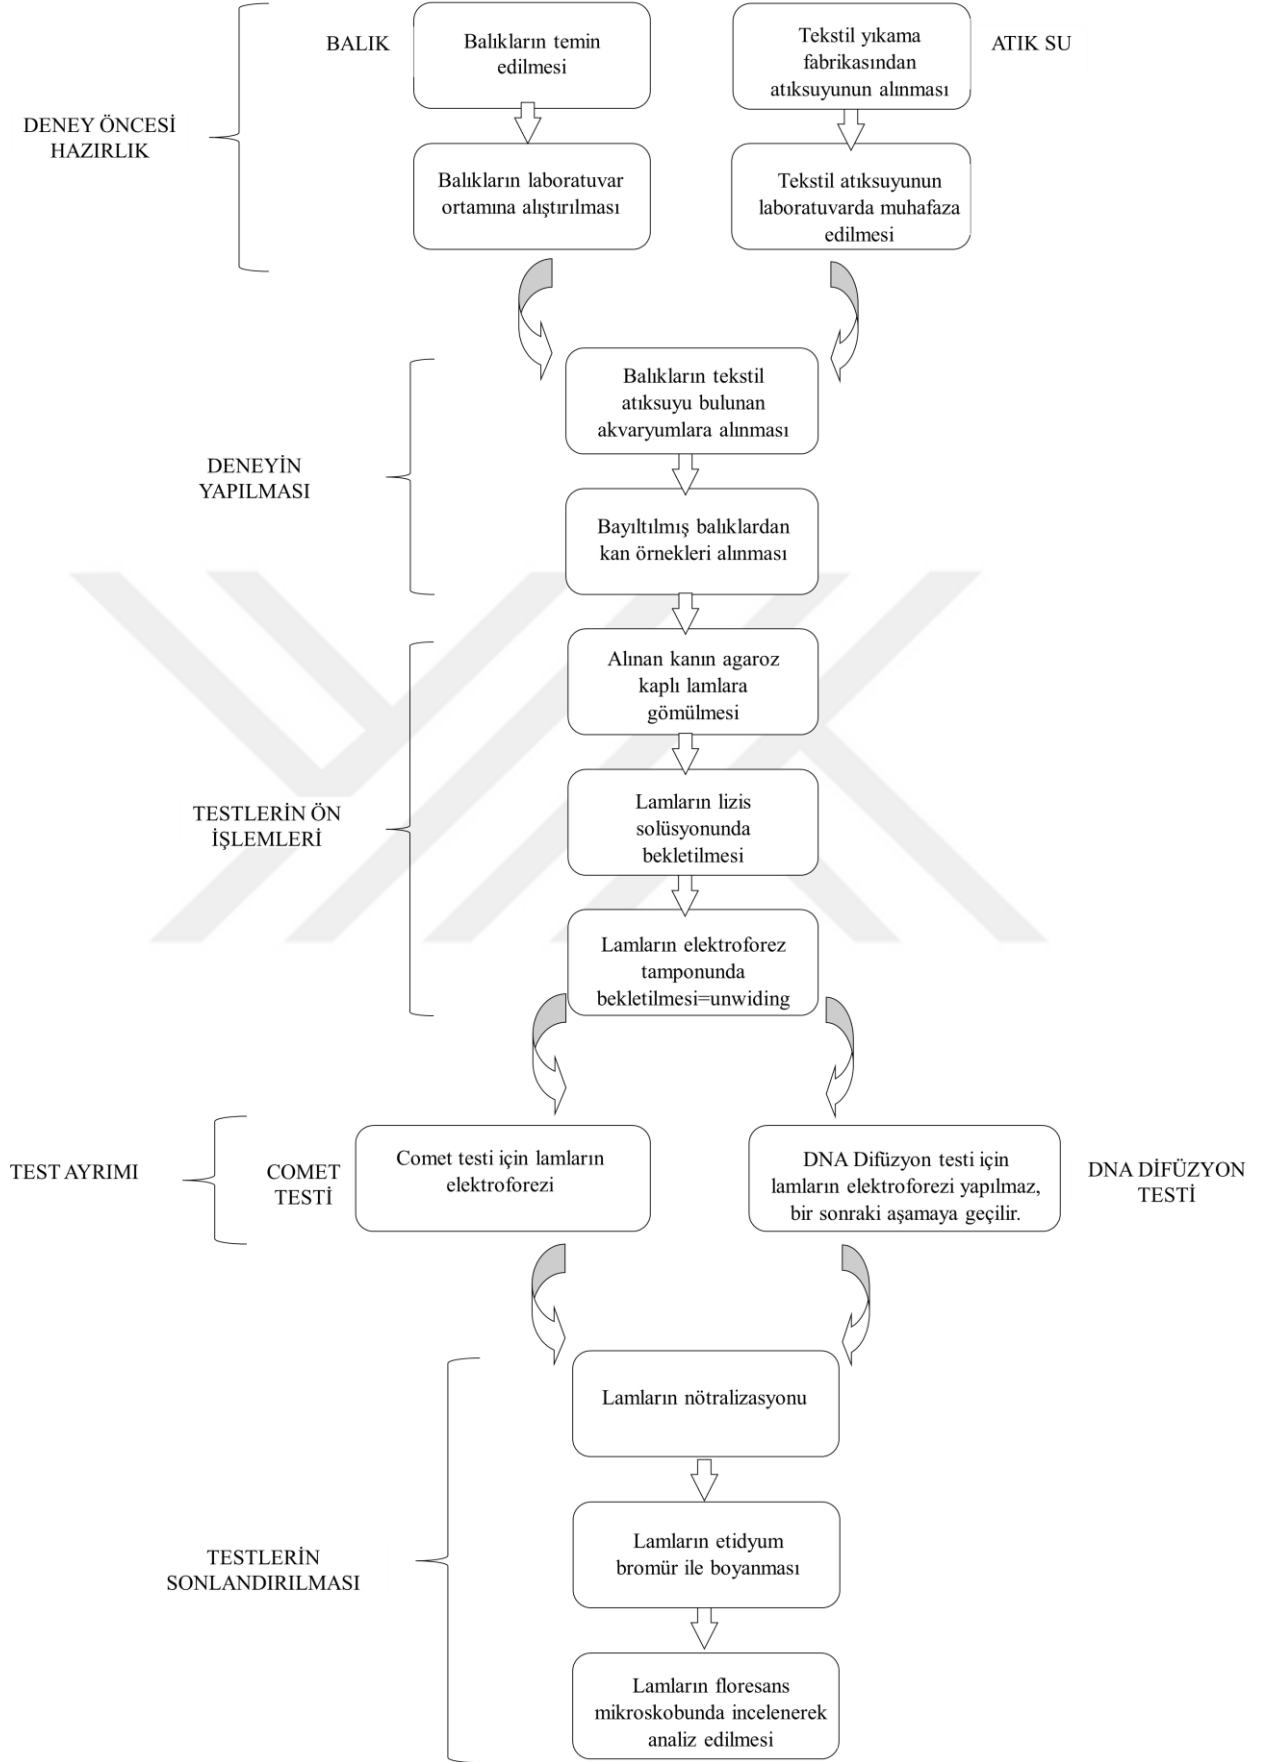 BALIK
Balıkların temin
edilmesi
Tekstil yıkama
fabrikasından
atıksuyunun alınması
ATIK SU
DENEY ÖNCESİ
HAZIRLIK
Balıkların laboratuvar
ortamına alıştırılması
Tekstil atıksuyunun
laboratuvarda muhafaza
edilmesi
Balıkların tekstil
atıksuyu bulunan
akvaryumlara alınması
DENEYİN
YAPILMASI
Bayıltılmış balıklardan
kan örnekleri alınması
Alınan kanın agaroz
kaplı lamlara
gömülmesi
TESTLERİN ÖN
İŞLEMLERİ
Lamların lizis
solüsyonunda
bekletilmesi
Lamların elektroforez
tamponunda
bekletilmesi=unwiding
TEST AYRIMI
COMET
TESTİ
Comet testi için lamların
elektroforezi
DNA Difüzyon testi için
lamların elektroforezi yapılmaz,
bir sonraki aşamaya geçilir.
DNA DİFÜZYON
TESTİ
Lamların nötralizasyonu
TESTLERİN
SONLANDIRILMASI
Lamların etidyum
bromür ile boyanması
Lamların floresans
mikroskobunda incelenerek
analiz edilmesi